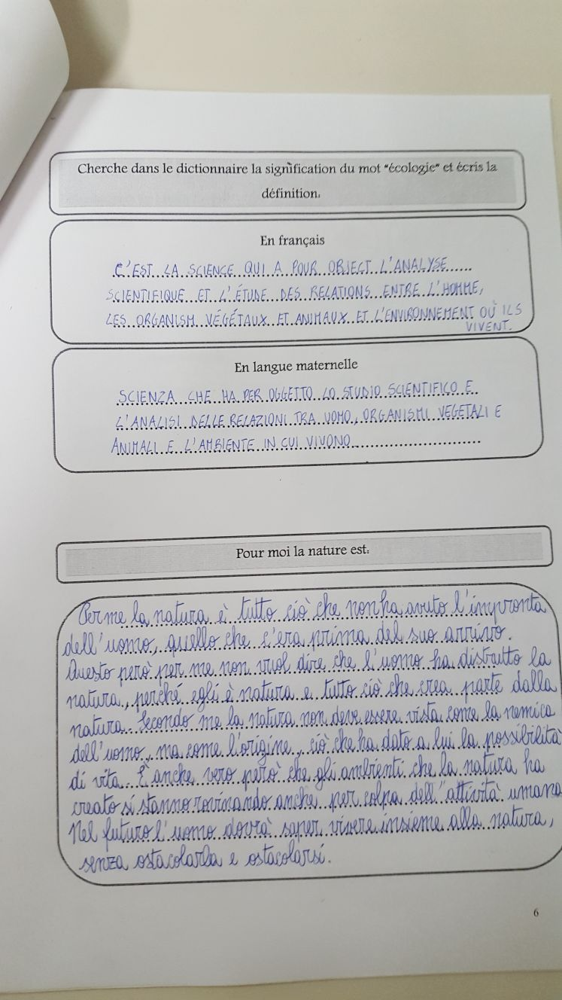 Cherche dans le dictionnaire la signification du mot "écologie" et écris la
définition.
En français
C'EST LA SCIENCE QUI A POUR OBJECT L'ANALYSE
SCIENTIFIQUE ET L'ÉTUDE DES RELATIONS ENTRE L'HOMME,
LES ORGANISM VÉGÉTAUX ET ANIMAUX ET L'ENVIRONNEMENT OÙ ILS
VIVENT.
En langue maternelle
SCIENZA CHE HA PER OGGETTO LO STUDIO SCIENTIFICO E
L'ANALISI DELLE RELAZIONI TRA UOMO, ORGANISMI VEGETALI E
ANIMALI E L'AMBIENTE IN CUI VIVONO
Pour moi la nature est:
Per me la natura è tutto ciò che non ha avuto l'impronta
dell'uomo, quello che c'era prima del suo arrivo.
Questo però per me non vuol dire che l'uomo ha distrutto la
natura, perché egli è natura e tutto ciò che crea parte dalla
natura. Secondo me la natura non deve essere vista come la nemica
dell'uomo, ma come l'origine, ciò che ha dato a lui la possibilità
di vita. È anche vero però che gli ambienti che la natura ha
creato si stanno rovinando anche per colpa dell'attività umana
Nel futuro l'uomo dovrà saper vivere insieme alla natura,
senza ostacolarla e ostacolarsi.
6